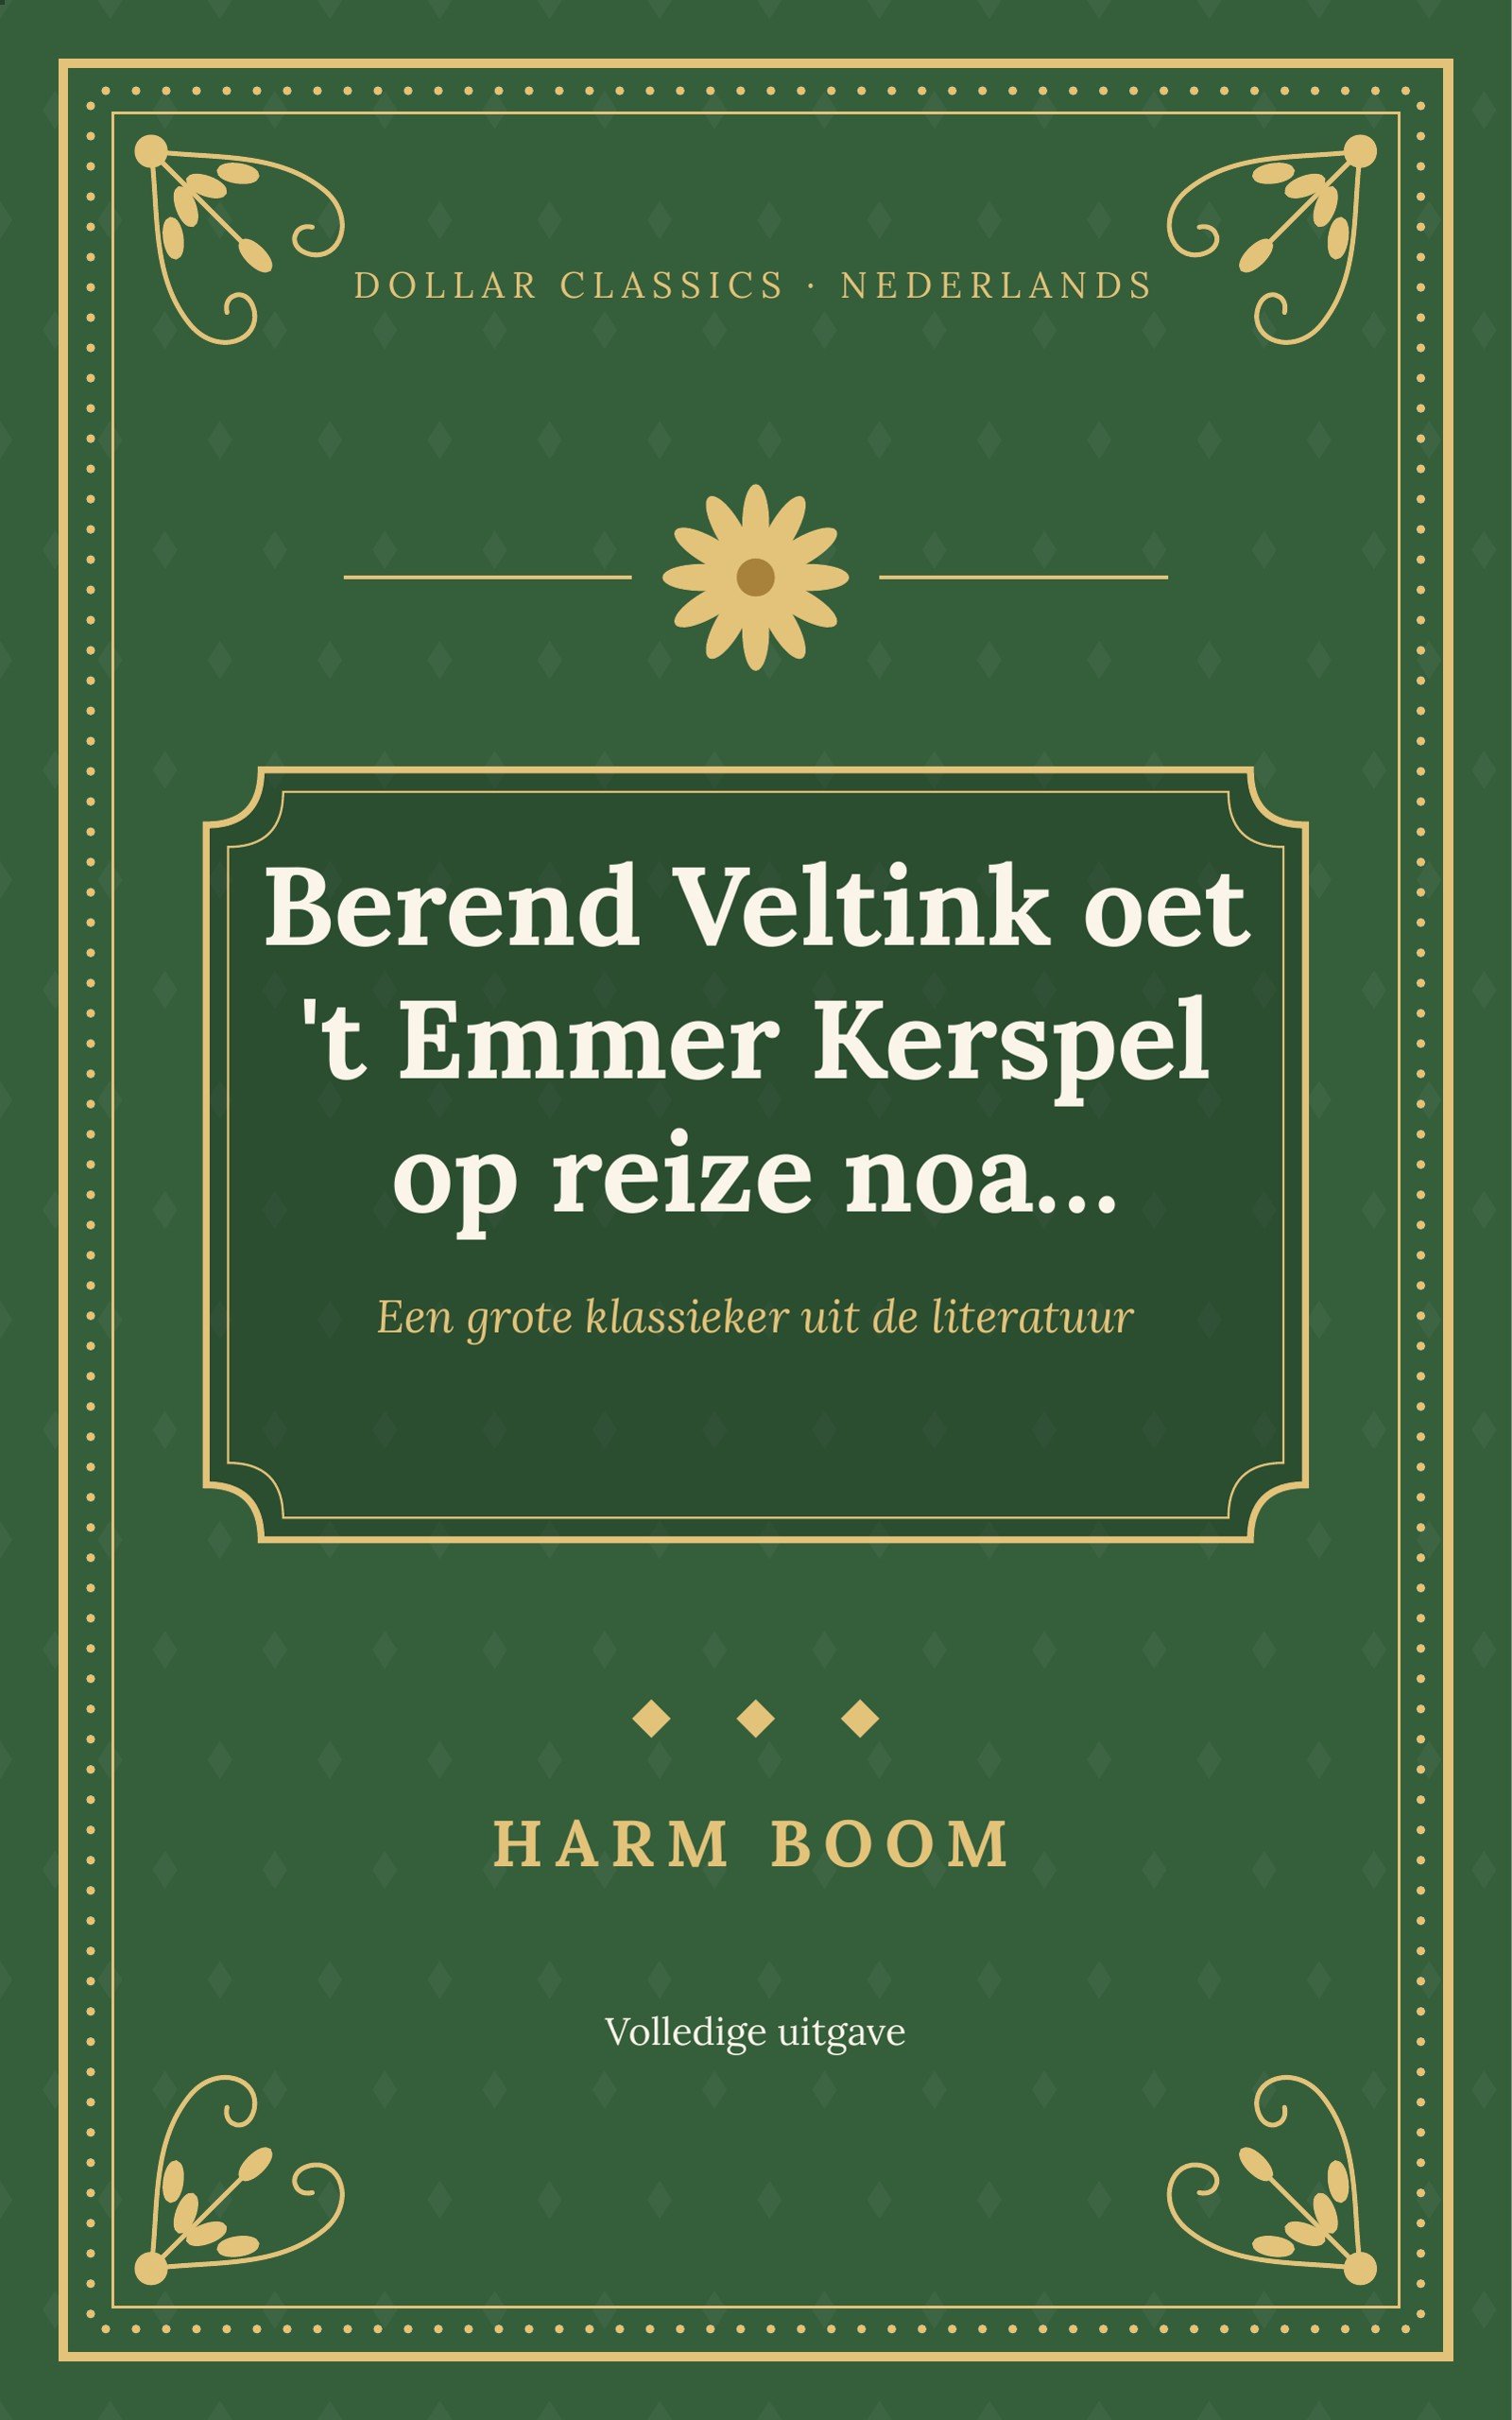 DOLLAR CLASSICS · NEDERLANDS
Berend Veltink oet
't Emmer Kerspel
op reize noa...
Een grote klassieker uit de literatuur
HARM BOOM
Volledige uitgave